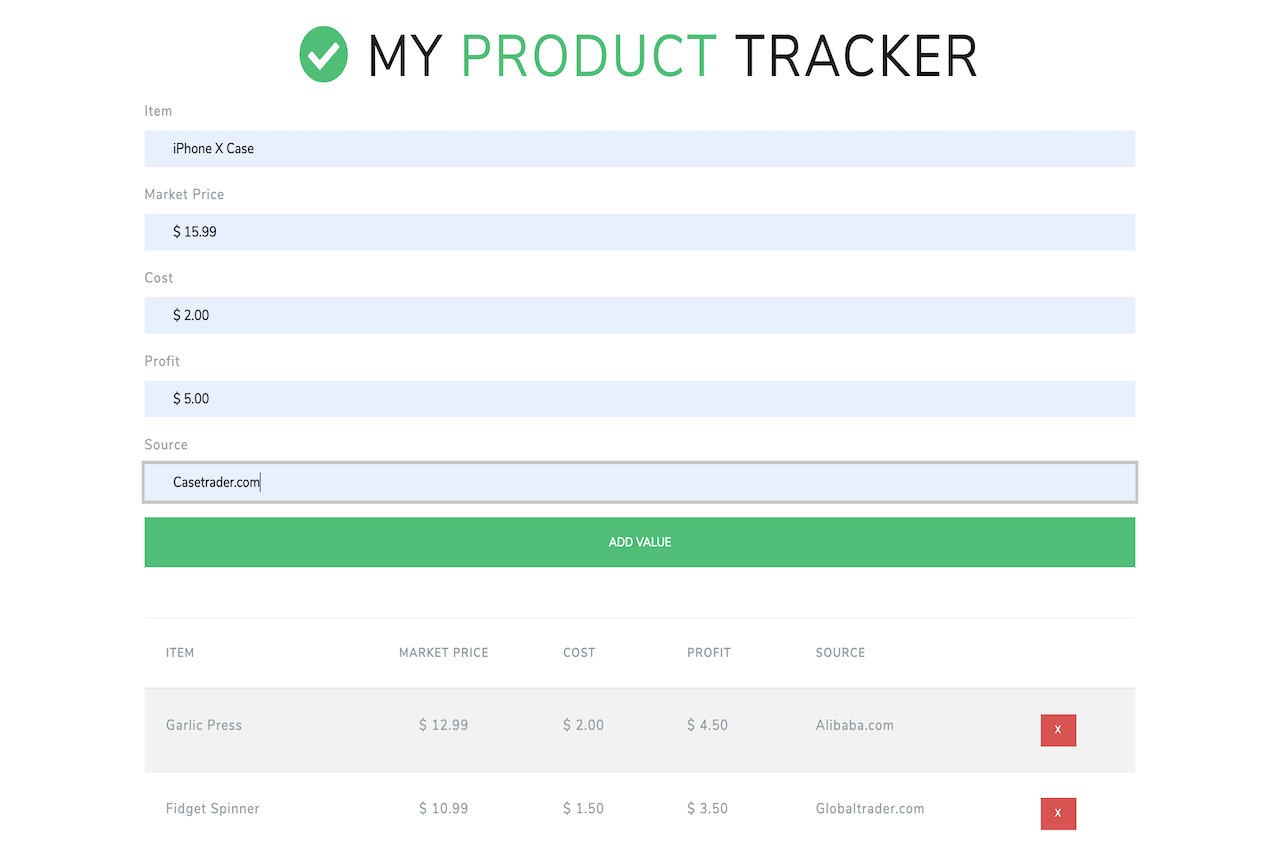 MY PRODUCT TRACKER
Item
iPhone X Case
Market Price
$ 15.99
Cost
$ 2.00
Profit
$ 5.00
Source
Casetrader.com
ADD VALUE
ITEM MARKET PRICE COST PROFIT SOURCE
Garlic Press $ 12.99 $ 2.00 $ 4.50 Alibaba.com X
Fidget Spinner $ 10.99 $ 1.50 $ 3.50 Globaltrader.com X